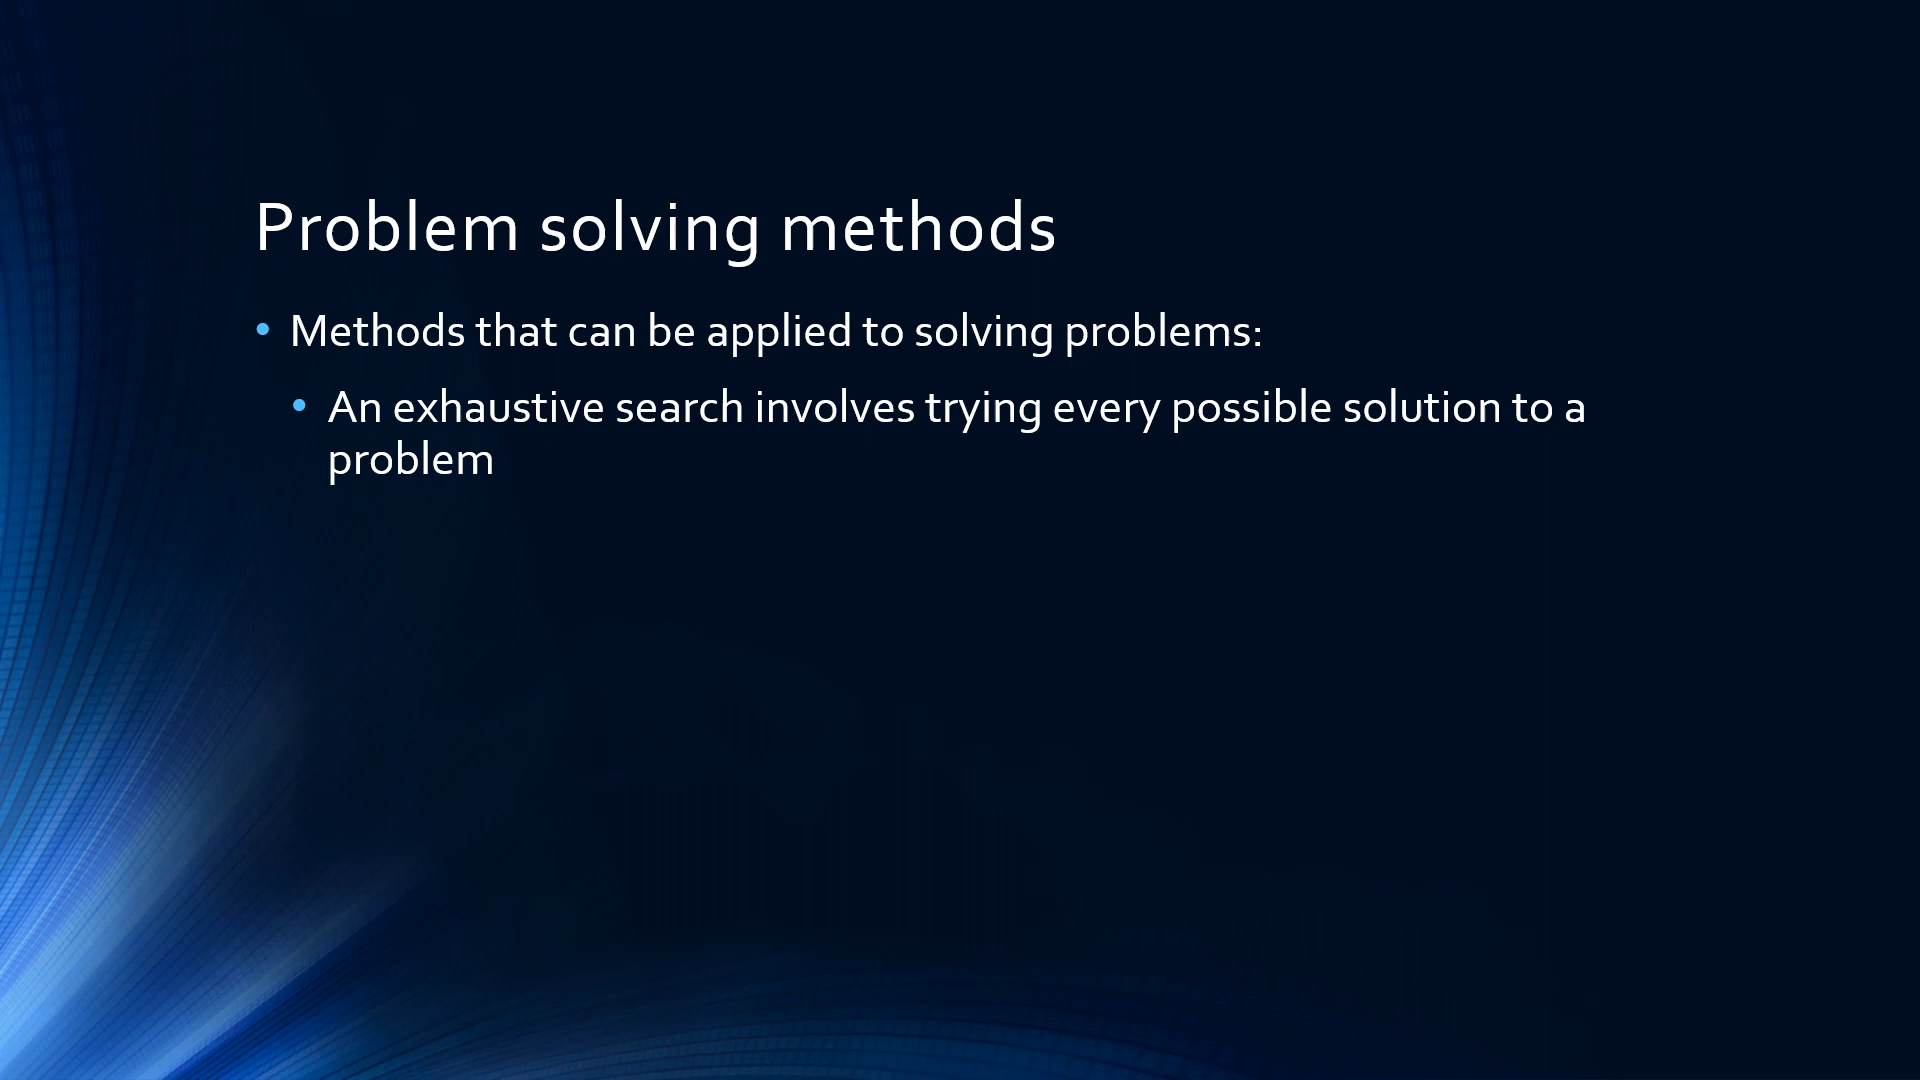 Problem solving methods
• Methods that can be applied to solving problems:
• An exhaustive search involves trying every possible solution to a
problem